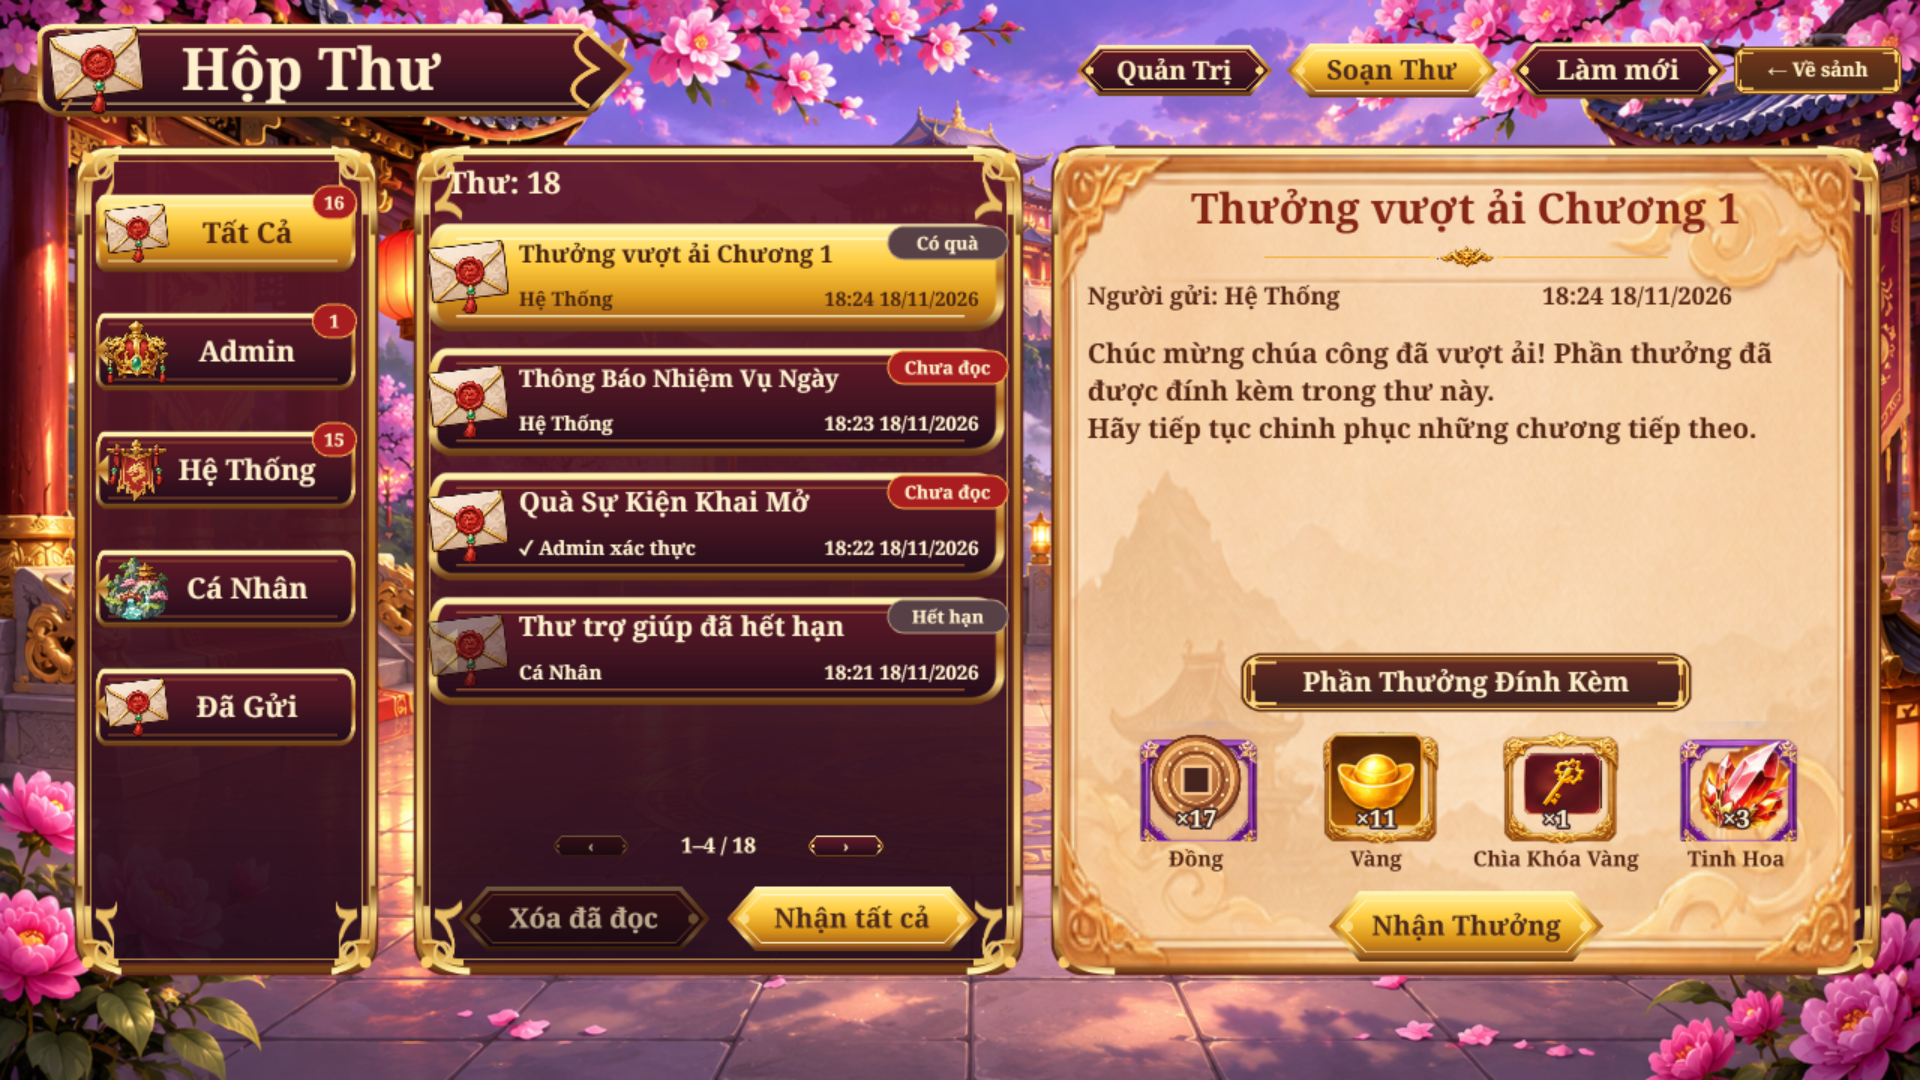 Hộp Thư
Quản Trị
Soạn Thư
Làm mới
← Về sảnh
Tất Cả
16
Admin
1
Hệ Thống
15
Cá Nhân
Đã Gửi
Thư: 18
Thưởng vượt ải Chương 1
Có quà
Hệ Thống
18:24 18/11/2026
Thông Báo Nhiệm Vụ Ngày
Chưa đọc
Hệ Thống
18:23 18/11/2026
Quà Sự Kiện Khai Mở
Chưa đọc
✓ Admin xác thực
18:22 18/11/2026
Thư trợ giúp đã hết hạn
Hết hạn
Cá Nhân
18:21 18/11/2026
‹
1–4 / 18
›
Xóa đã đọc
Nhận tất cả
Thưởng vượt ải Chương 1
Người gửi: Hệ Thống
18:24 18/11/2026
Chúc mừng chúa công đã vượt ải! Phần thưởng đã
được đính kèm trong thư này.
Hãy tiếp tục chinh phục những chương tiếp theo.
Phần Thưởng Đính Kèm
×17
×11
×1
×3
Đồng
Vàng
Chìa Khóa Vàng
Tinh Hoa
Nhận Thưởng